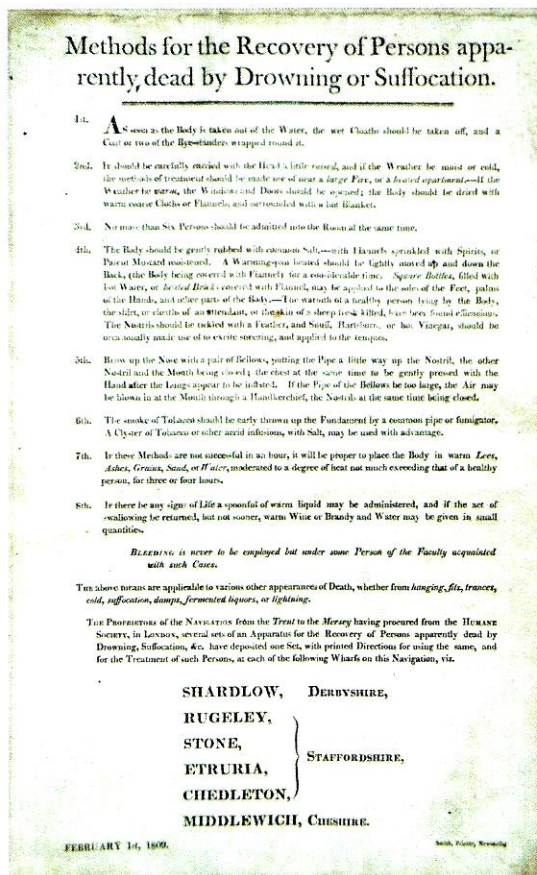 Methods for the Recovery of Persons appa-
rently dead by Drowning or Suffocation.
1st. AS soon as the Body is taken out of the Water, the wet Cloaths should be taken off, and a
Coat or two of the Bye-standers wrapped round it.
2nd. It should be carefully carried with the Head a little raised, and if the Weather be moist or cold,
the methods of treatment should be made use of near a large Fire, or a heated apartment.—If the
Weather be warm, the Windows and Doors should be opened; the Body should be dried with
warm coarse Cloths or Flannels, and surrounded with a hot Blanket.
3rd. No more than Six Persons should be admitted into the Room at the same time.
4th. The Body should be gently rubbed with common Salt,—with Flannels sprinkled with Spirits, or
Patent Mustard moistened. A Warming-pan heated should be lightly moved up and down the
Back, (the Body being covered with Flannels for a considerable time. Square Bottles, filled with
hot Water, or heated Bricks covered with Flannel, may be applied to the soles of the Feet, palms
of the Hands, and other parts of the Body.—The warmth of a healthy person lying by the Body,
the shirt, or cloaths of an attendant, or the skin of a sheep fresh killed, have been found efficacious.
The Nostrils should be tickled with a Feather, and Snuff, Hartshorn, or hot Vinegar, should be
occasionally made use of to excite sneezing, and applied to the temples.
5th. Blow up the Nose with a pair of Bellows, putting the Pipe a little way up the Nostril, the other
Nostril and the Mouth being closed; the chest at the same time to be gently pressed with the
Hand after the Lungs appear to be inflated. If the Pipe of the Bellows be too large, the Air may
be blown in at the Mouth through a Handkerchief, the Nostrils at the same time being closed.
6th. The smoke of Tobacco should be early thrown up the Fundament by a common pipe or fumigator.
A Clyster of Tobacco or other acrid infusions, with Salt, may be used with advantage.
7th. If these Methods are not successful in an hour, it will be proper to place the Body in warm Lees,
Ashes, Grains, Sand, or Water, moderated to a degree of heat not much exceeding that of a healthy
person, for three or four hours.
8th. If there be any signs of Life a spoonful of warm liquid may be administered, and if the act of
swallowing be returned, but not sooner, warm Wine or Brandy and Water may be given in small
quantities.
BLEEDING is never to be employed but under some Person of the Faculty acquainted
with such Cases.
THE above means are applicable to various other appearances of Death, whether from hanging, fits, trances,
cold, suffocation, damps, fermented liquors, or lightning.
THE PROPRIETORS of the NAVIGATION from the Trent to the Mersey having procured from the HUMANE
SOCIETY, in LONDON, several sets of an Apparatus for the Recovery of Persons apparently dead by
Drowning, Suffocation, &c. have deposited one Set, with printed Directions for using the same, and
for the Treatment of such Persons, at each of the following Wharfs on this Navigation, viz.
SHARDLOW, DERBYSHIRE,
RUGELEY,
STONE,
ETRURIA,
CHEDLETON,
STAFFORDSHIRE,
MIDDLEWICH, CHESHIRE.
FEBRUARY 1st, 1809.
Smith, Printer, Newcastle